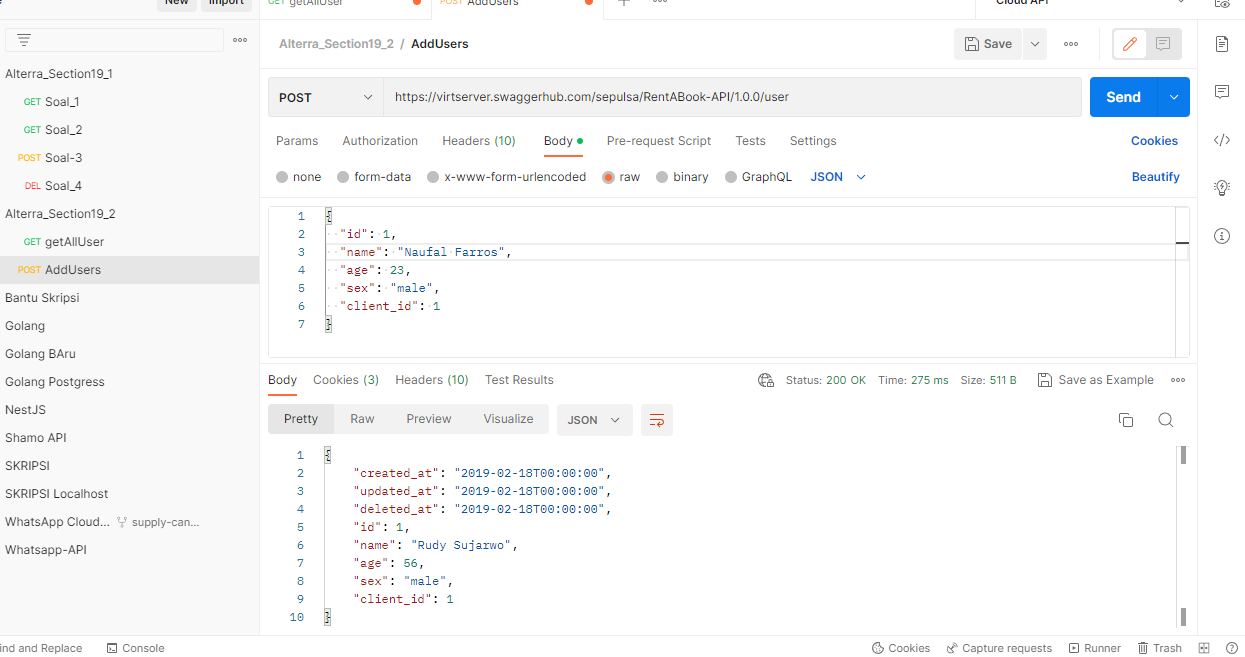 New Import
GET getAllUser POST AddUsers Cloud API
Alterra_Section19_2 / AddUsers Save
Alterra_Section19_1
GET Soal_1
GET Soal_2
POST Soal-3
DEL Soal_4
Alterra_Section19_2
GET getAllUser
POST AddUsers
Bantu Skripsi
Golang
Golang BAru
Golang Postgress
NestJS
Shamo API
SKRIPSI
SKRIPSI Localhost
WhatsApp Cloud... supply-can...
Whatsapp-API
POST https://virtserver.swaggerhub.com/sepulsa/RentABook-API/1.0.0/user Send
Params Authorization Headers (10) Body Pre-request Script Tests Settings Cookies
none form-data x-www-form-urlencoded raw binary GraphQL JSON Beautify
1 {
2 "id": 1,
3 "name": "Naufal Farros",
4 "age": 23,
5 "sex": "male",
6 "client_id": 1
7 }
Body Cookies (3) Headers (10) Test Results Status: 200 OK Time: 275 ms Size: 511 B Save as Example
Pretty Raw Preview Visualize JSON
1 {
2 "created_at": "2019-02-18T00:00:00",
3 "updated_at": "2019-02-18T00:00:00",
4 "deleted_at": "2019-02-18T00:00:00",
5 "id": 1,
6 "name": "Rudy Sujarwo",
7 "age": 56,
8 "sex": "male",
9 "client_id": 1
10 }
ind and Replace Console Cookies Capture requests Runner Trash